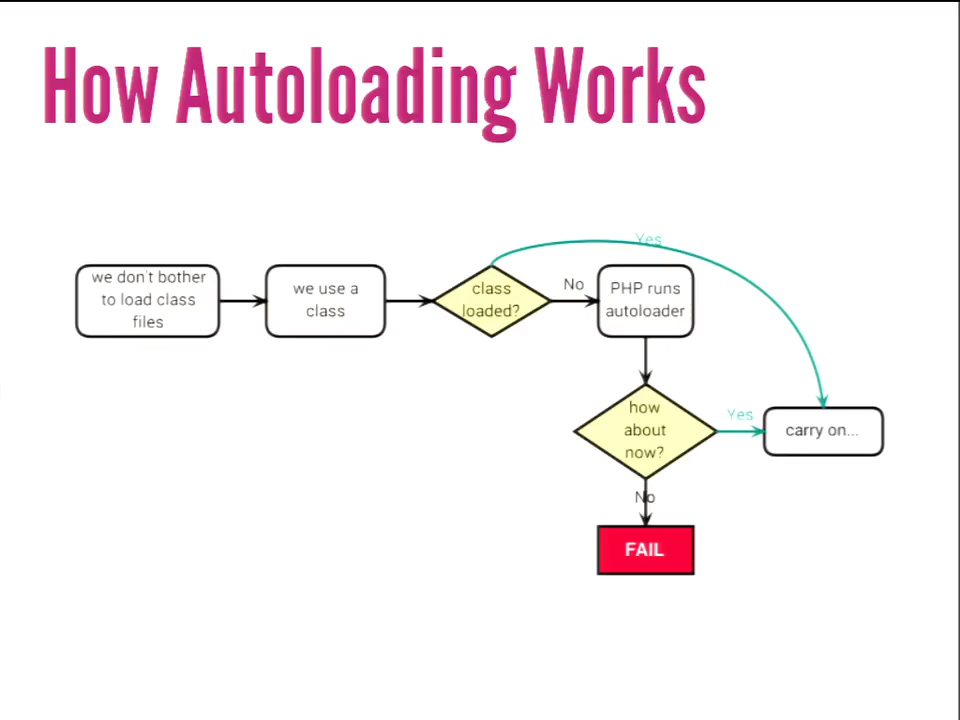 How Autoloading Works
Yes
we don't bother
to load class
files
we use a
class
class
loaded?
No
PHP runs
autoloader
how
about
now?
Yes
carry on...
No
FAIL